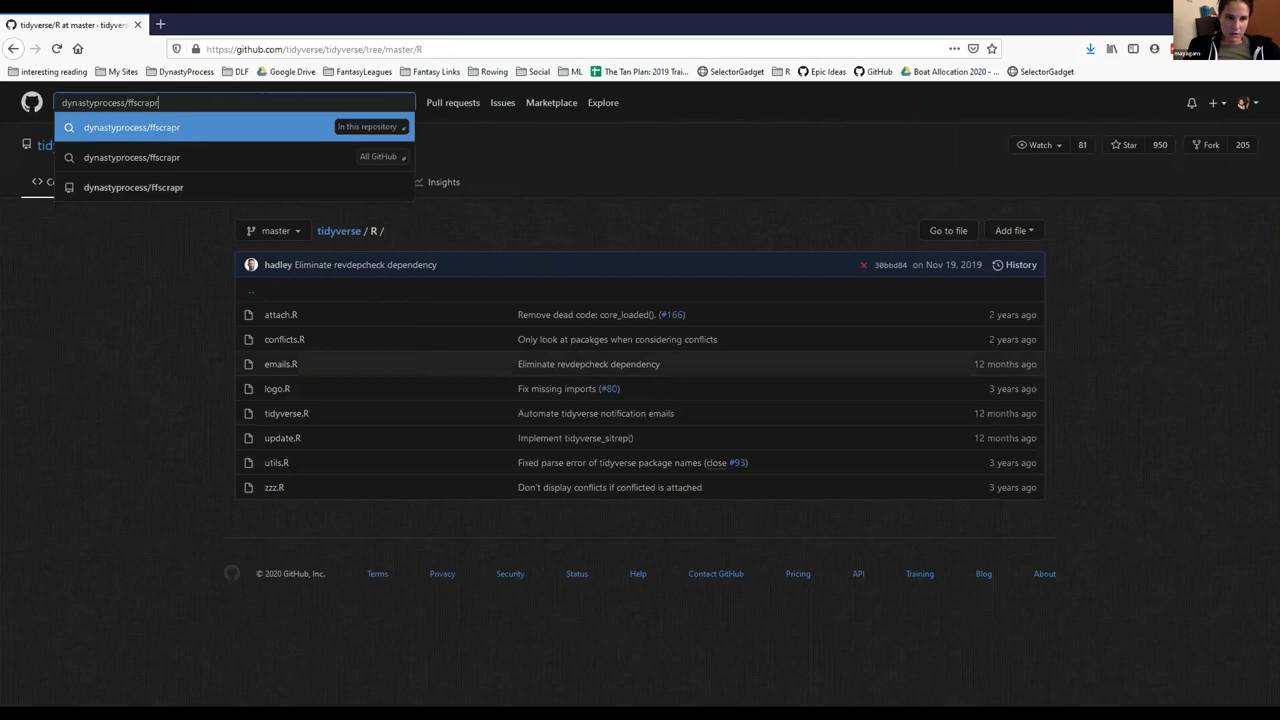 tidyverse/R at master · tidyvers
https://github.com/tidyverse/tidyverse/tree/master/R
interesting reading My Sites DynastyProcess DLF Google Drive FantasyLeagues Fantasy Links Rowing Social ML The Tan Plan: 2019 Trai... SelectorGadget R Epic Ideas GitHub Boat Allocation 2020 - ... SelectorGadget
dynastyprocess/ffscrapr Pull requests Issues Marketplace Explore
dynastyprocess/ffscrapr In this repository
dynastyprocess/ffscrapr All GitHub
dynastyprocess/ffscrapr
Watch 81 Star 950 Fork 205
Insights
master tidyverse / R / Go to file Add file
hadley Eliminate revdepcheck dependency 30bbd84 on Nov 19, 2019 History
..
attach.R Remove dead code: core_loaded(). (#166) 2 years ago
conflicts.R Only look at pacakges when considering conflicts 2 years ago
emails.R Eliminate revdepcheck dependency 12 months ago
logo.R Fix missing imports (#80) 3 years ago
tidyverse.R Automate tidyverse notification emails 12 months ago
update.R Implement tidyverse_sitrep() 12 months ago
utils.R Fixed parse error of tidyverse package names (close #93) 3 years ago
zzz.R Don't display conflicts if conflicted is attached 3 years ago
© 2020 GitHub, Inc. Terms Privacy Security Status Help Contact GitHub Pricing API Training Blog About
mayagans